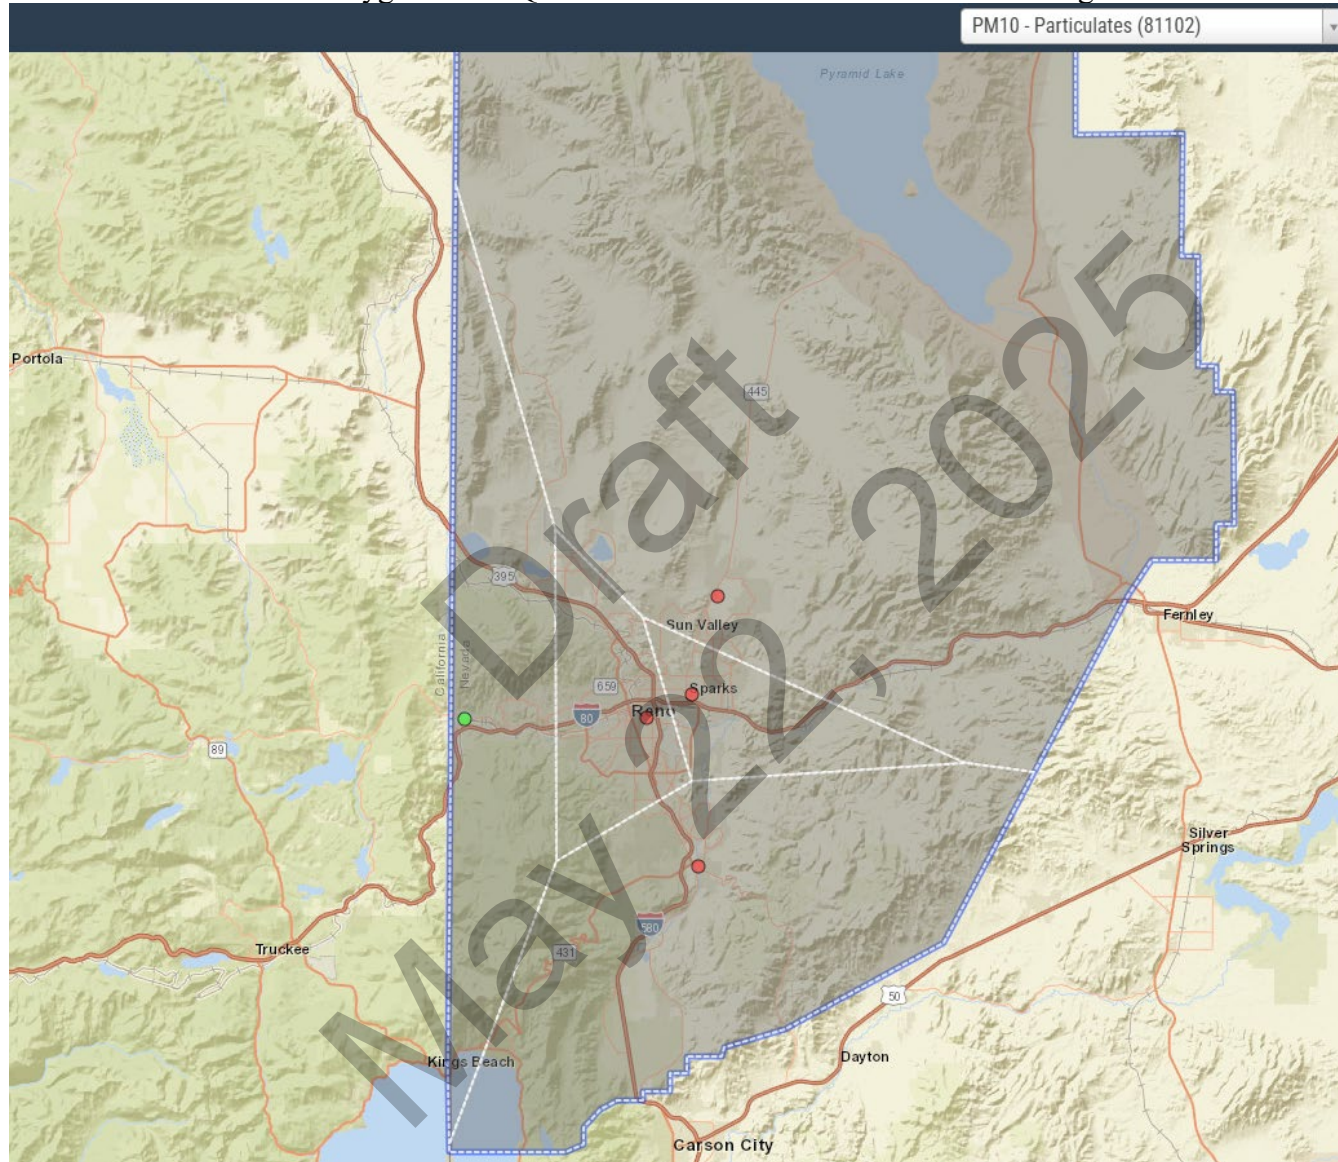 PM10 - Particulates (81102)
Pyramid Lake
Portola
445
395
Fernley
Sun Valley
California
Nevada
659
Sparks
Reno
80
89
Silver
Springs
580
Truckee
431
50
Kings Beach
Dayton
Carson City
Draft
May 22, 2025